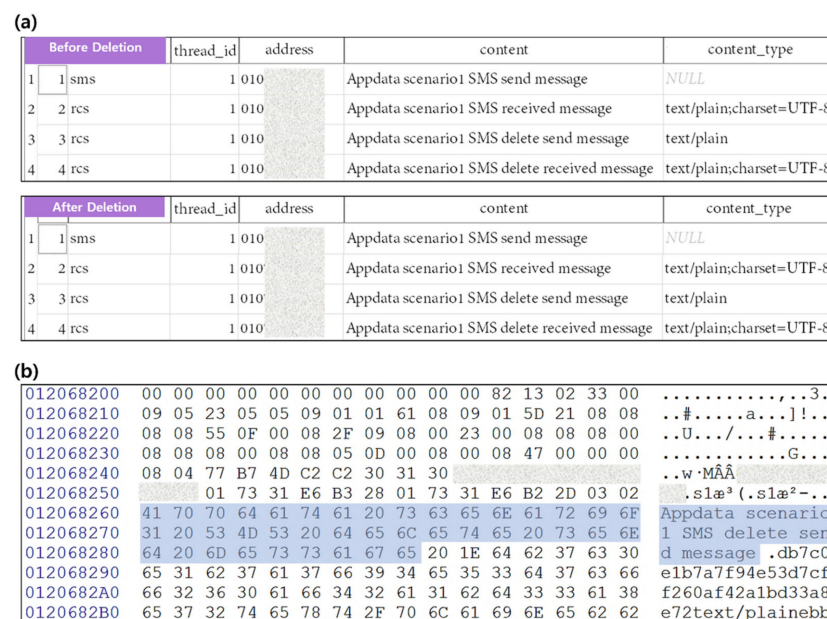 (a)
Before Deletion thread_id address content content_type
1 1 sms 1 010 Appdata scenario1 SMS send message NULL
2 2 rcs 1 010 Appdata scenario1 SMS received message text/plain;charset=UTF-8
3 3 rcs 1 010 Appdata scenario1 SMS delete send message text/plain
4 4 rcs 1 010 Appdata scenario1 SMS delete received message text/plain;charset=UTF-8
After Deletion thread_id address content content_type
1 1 sms 1 010 Appdata scenario1 SMS send message NULL
2 2 rcs 1 010 Appdata scenario1 SMS received message text/plain;charset=UTF-8
3 3 rcs 1 010 Appdata scenario1 SMS delete send message text/plain
4 4 rcs 1 010 Appdata scenario1 SMS delete received message text/plain;charset=UTF-8
(b)
012068200 00 00 00 00 00 00 00 00 00 00 00 82 13 02 33 00 ...........‚..3.
012068210 09 05 23 05 05 09 01 01 61 08 09 01 5D 21 08 08 ..#.....a...]!..
012068220 08 08 55 0F 00 08 2F 09 08 00 23 00 08 08 08 00 ..U.../...#.....
012068230 08 08 08 00 08 08 05 0D 00 08 00 08 47 00 00 00 ............G...
012068240 08 04 77 B7 4D C2 C2 30 31 30 ..w·MÂÂ
012068250 01 73 31 E6 B3 28 01 73 31 E6 B2 2D 03 02 .s1æ³(.s1æ²-..
012068260 41 70 70 64 61 74 61 20 73 63 65 6E 61 72 69 6F Appdata scenario
012068270 31 20 53 4D 53 20 64 65 6C 65 74 65 20 73 65 6E 1 SMS delete sen
012068280 64 20 6D 65 73 73 61 67 65 20 1E 64 62 37 63 30 d message .db7c0
012068290 65 31 62 37 61 37 66 39 34 65 35 33 64 37 63 66 e1b7a7f94e53d7cf
0120682A0 66 32 36 30 61 66 34 32 61 31 62 64 33 33 61 38 f260af42a1bd33a8
0120682B0 65 37 32 74 65 78 74 2F 70 6C 61 69 6E 65 62 62 e72text/plainebb